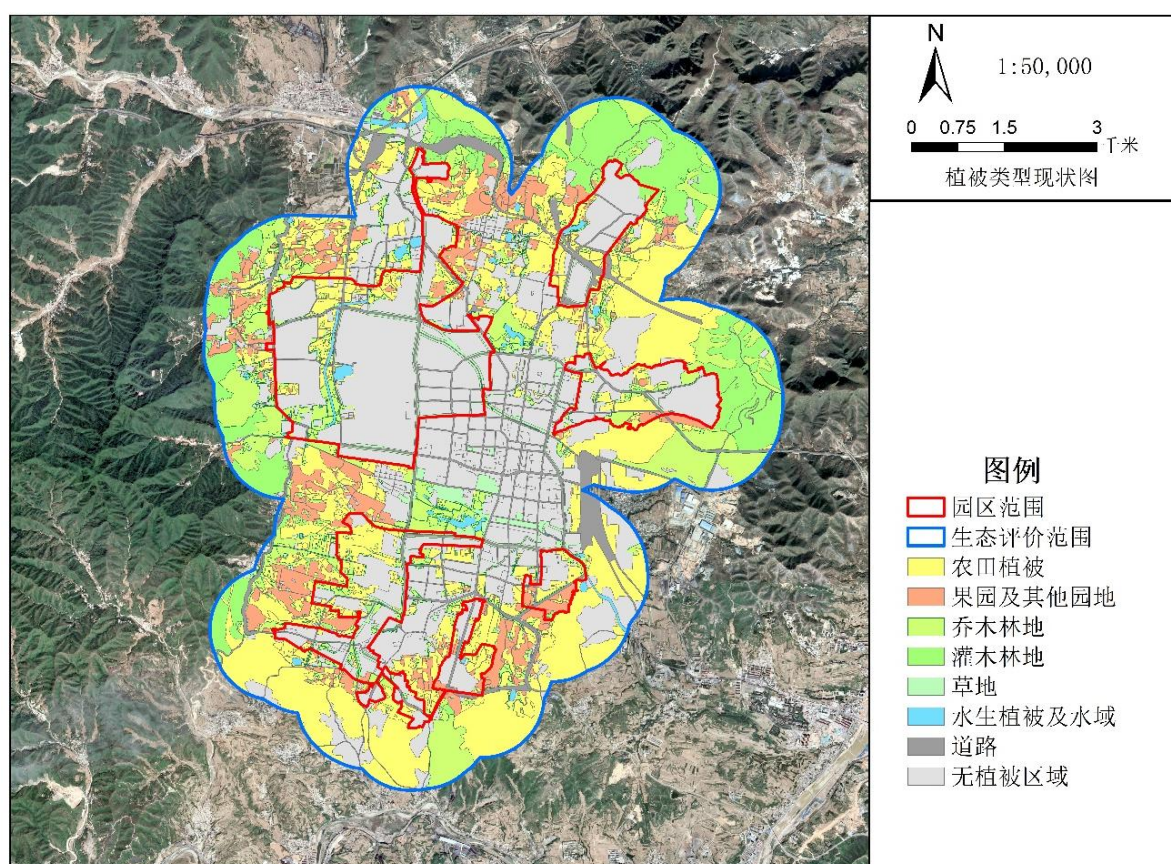 N
1:50,000
0 0.75 1.5 3
千米
植被类型现状图
图例
园区范围
生态评价范围
农田植被
果园及其他园地
乔木林地
灌木林地
草地
水生植被及水域
道路
无植被区域